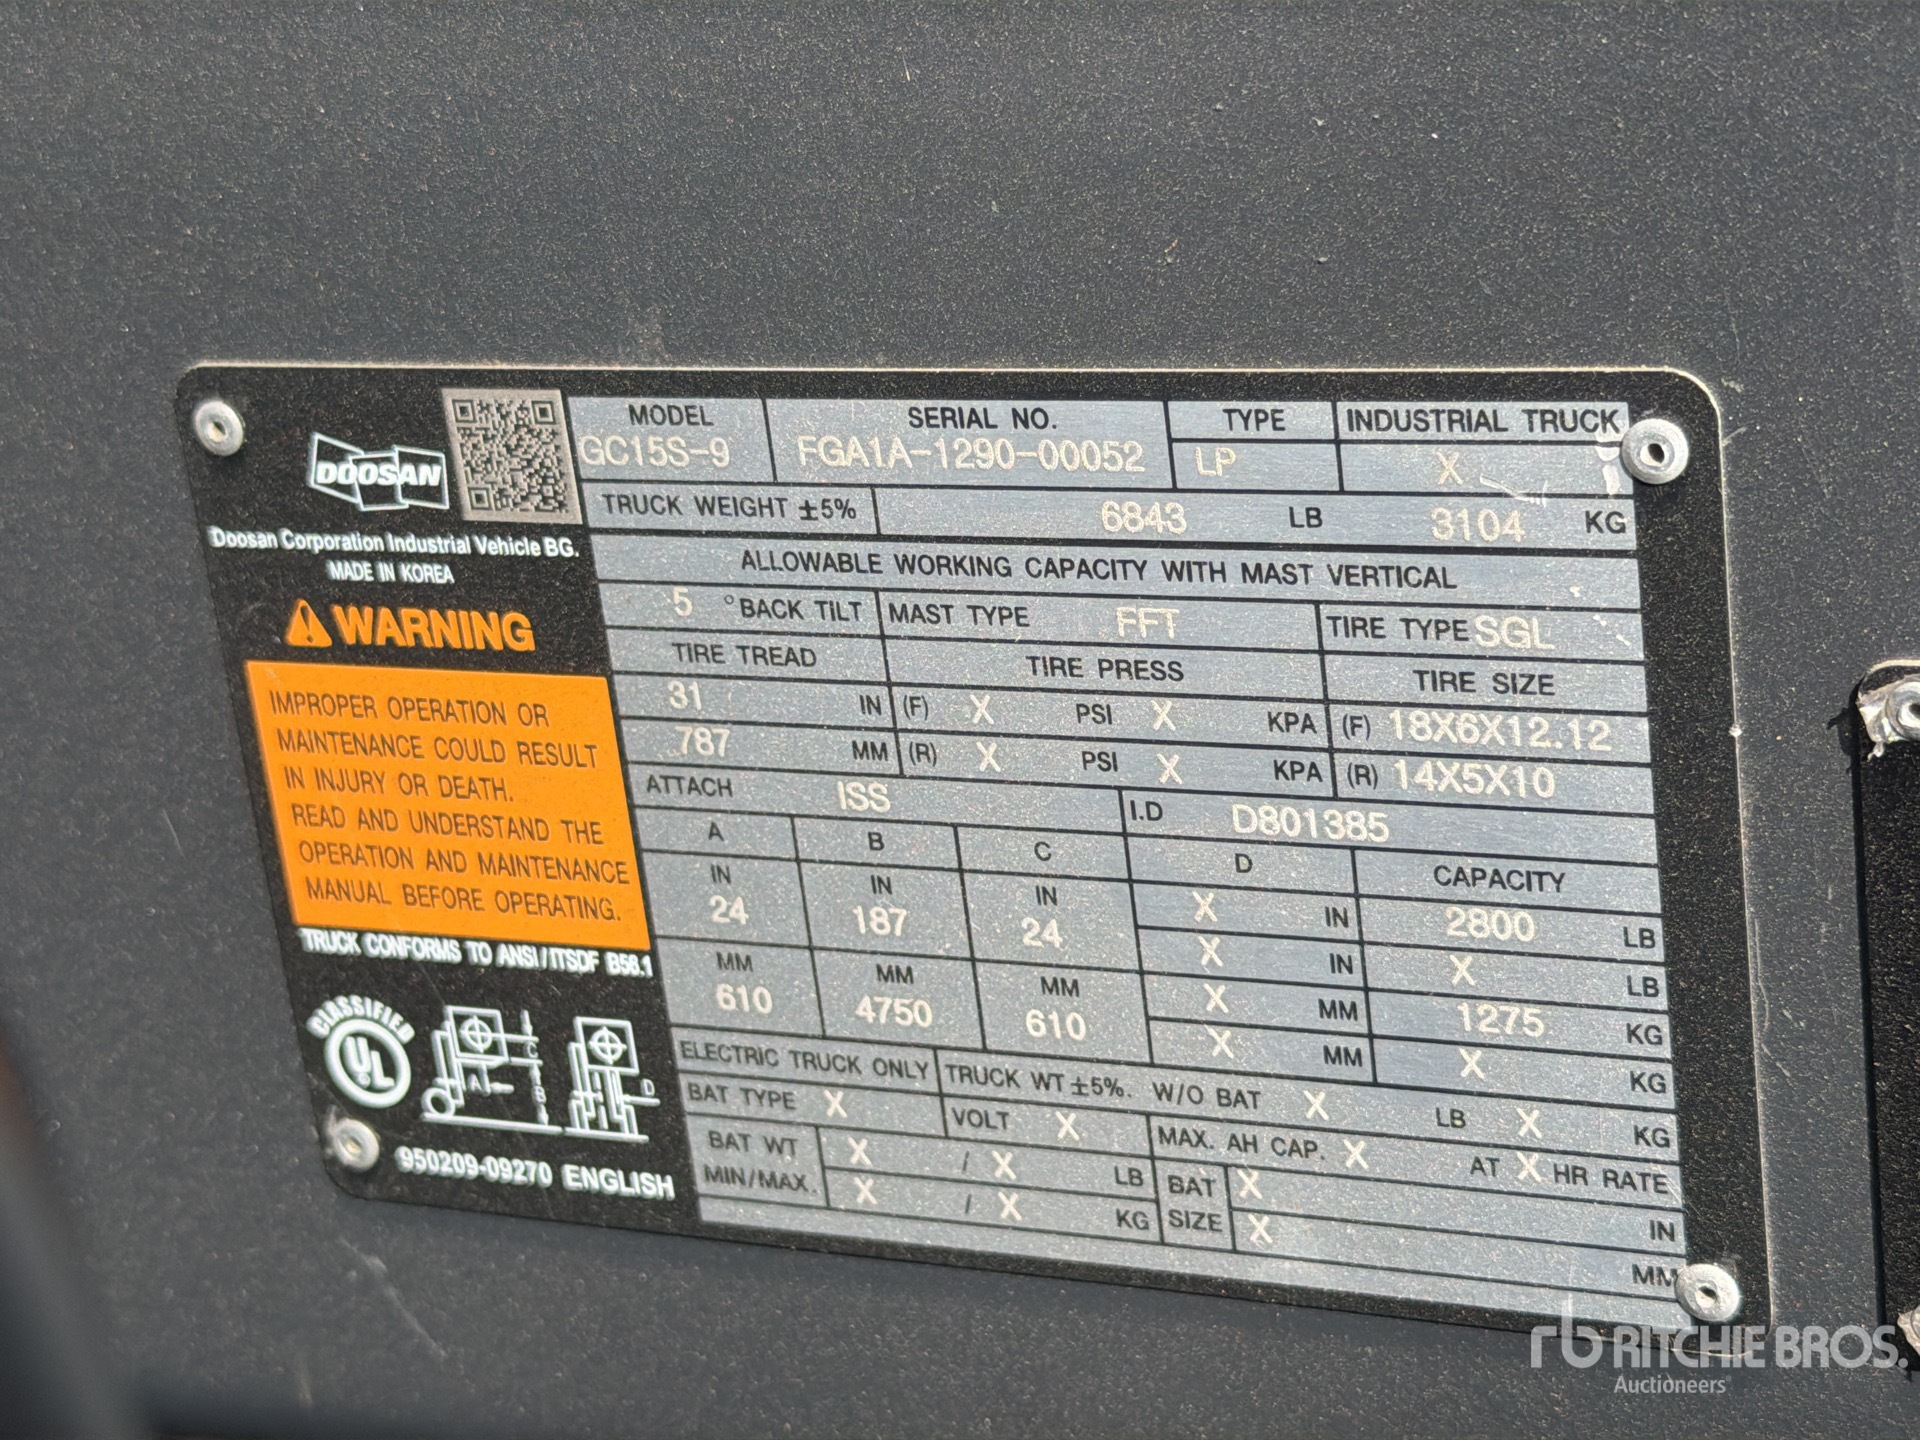 DOOSAN
Doosan Corporation Industrial Vehicle BG.
MADE IN KOREA
WARNING
IMPROPER OPERATION OR
MAINTENANCE COULD RESULT
IN INJURY OR DEATH.
READ AND UNDERSTAND THE
OPERATION AND MAINTENANCE
MANUAL BEFORE OPERATING.
TRUCK CONFORMS TO ANSI/ITSDF B56.1
CLASSIFIED
UL
A C B D
950209-09270 ENGLISH
MODEL SERIAL NO. TYPE INDUSTRIAL TRUCK
GC15S-9 FGA1A-1290-00052 LP X
TRUCK WEIGHT ±5% 6843 LB 3104 KG
ALLOWABLE WORKING CAPACITY WITH MAST VERTICAL
5 °BACK TILT MAST TYPE FFT TIRE TYPE SGL
TIRE TREAD TIRE PRESS TIRE SIZE
31 IN (F) X PSI X KPA (F) 18X6X12.12
787 MM (R) X PSI X KPA (R) 14X5X10
ATTACH ISS I.D D801385
A B C D CAPACITY
IN IN IN X IN 2800 LB
24 187 24 X IN X LB
MM MM MM X MM 1275 KG
610 4750 610 X MM X KG
ELECTRIC TRUCK ONLY TRUCK WT ±5%. W/O BAT X LB X KG
BAT TYPE X VOLT X MAX. AH CAP. X AT X HR RATE
BAT WT X / X LB BAT X IN
MIN/MAX. X / X KG SIZE X MM
rb RITCHIE BROS.
Auctioneers